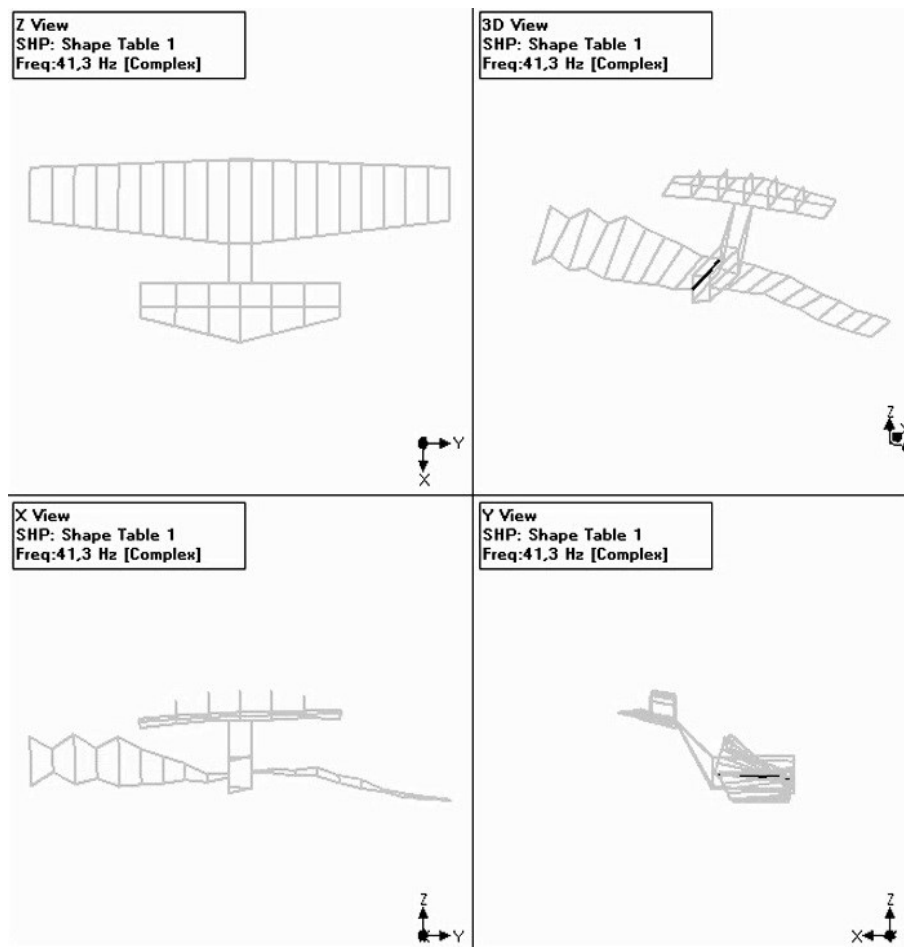 Z View
SHP: Shape Table 1
Freq:41,3 Hz [Complex]
3D View
SHP: Shape Table 1
Freq:41,3 Hz [Complex]
Y
X
Z
X View
SHP: Shape Table 1
Freq:41,3 Hz [Complex]
Y View
SHP: Shape Table 1
Freq:41,3 Hz [Complex]
Z
Y
Z
X